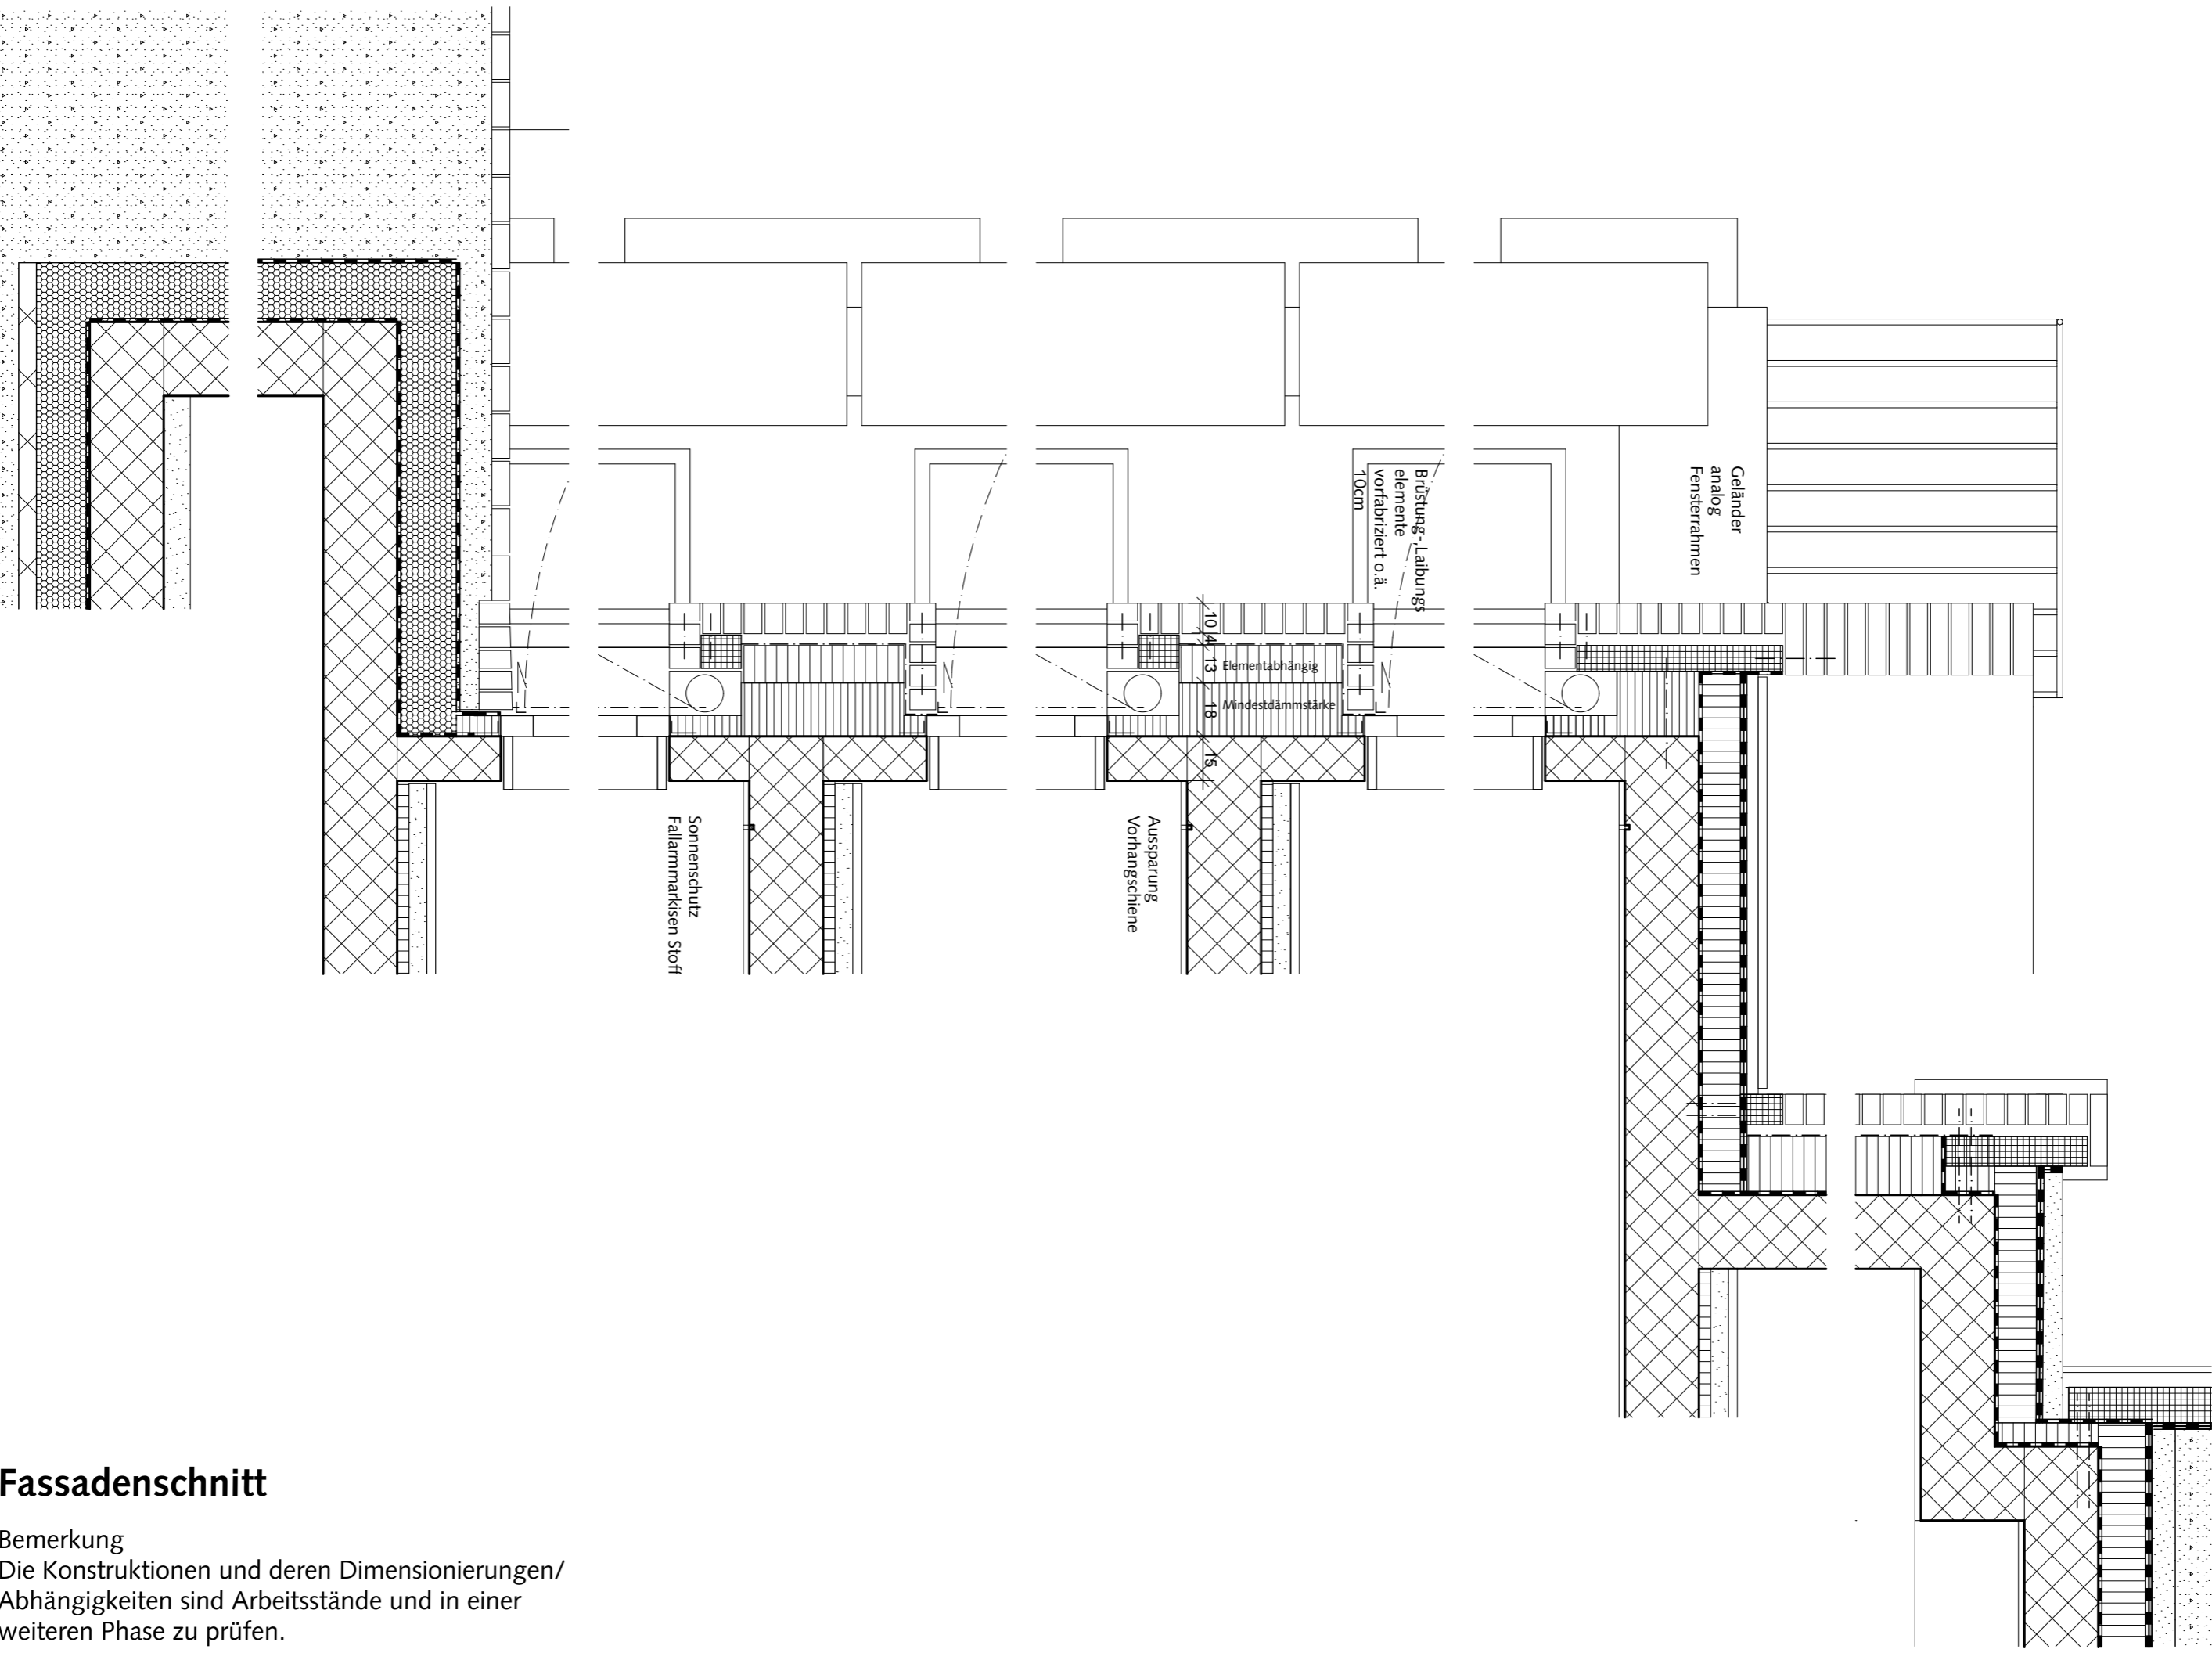 Geländer
analog
Fensterrahmen
Brüstung-,Laibungs
elemente
vorfabriziert o.ä.
10cm
10
4
13
18
15
Elementabhängig
Mindestdämmstärke
Sonnenschutz
Fallarmmarkisen Stoff
Aussparung
Vorhangschiene
Fassadenschnitt
Bemerkung
Die Konstruktionen und deren Dimensionierungen/
Abhängigkeiten sind Arbeitsstände und in einer
weiteren Phase zu prüfen.